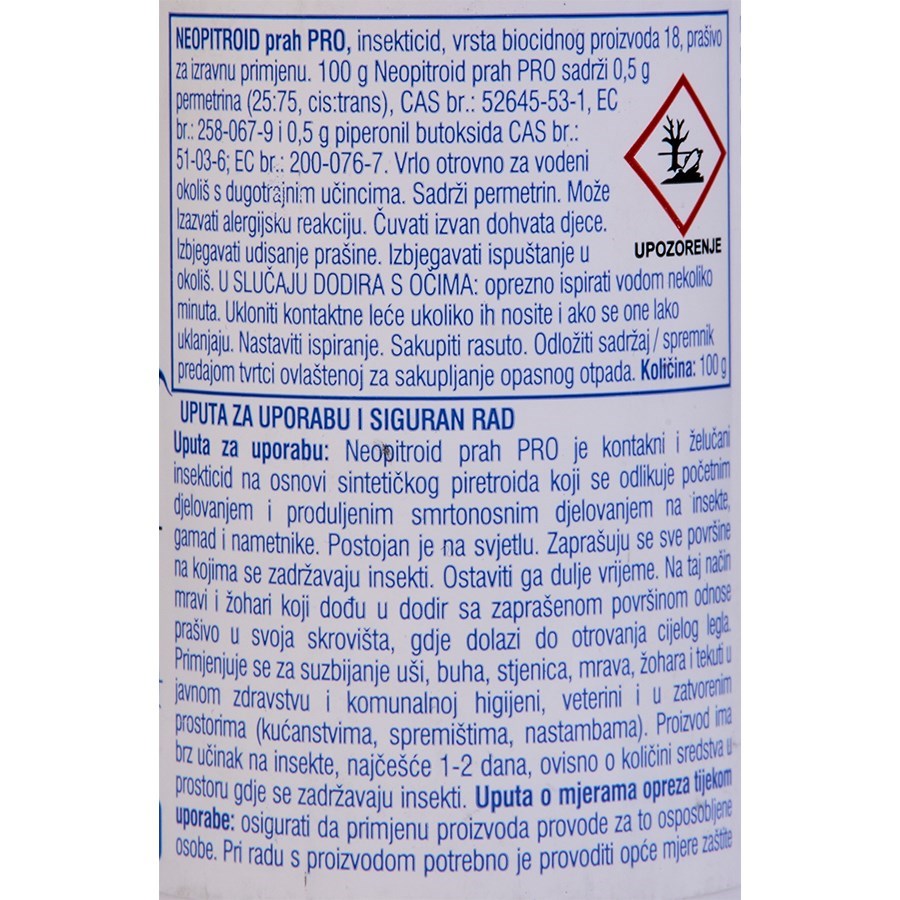 NEOPITROID prah PRO, insekticid, vrsta biocidnog proizvoda 18, prašivo
za izravnu primjenu. 100 g Neopitroid prah PRO sadrži 0,5 g
permetrina (25:75, cis:trans), CAS br.: 52645-53-1, EC
br.: 258-067-9 i 0,5 g piperonil butoksida CAS br.:
51-03-6; EC br.: 200-076-7. Vrlo otrovno za vodeni
okoliš s dugotrajnim učincima. Sadrži permetrin. Može
Izazvati alergijsku reakciju. Čuvati izvan dohvata djece.
Izbjegavati udisanje prašine. Izbjegavati ispuštanje u
okoliš. U SLUČAJU DODIRA S OČIMA: oprezno ispirati vodom nekoliko
minuta. Ukloniti kontaktne leće ukoliko ih nosite i ako se one lako
uklanjaju. Nastaviti ispiranje. Sakupiti rasuto. Odložiti sadržaj / spremnik
predajom tvrtci ovlaštenoj za sakupljanje opasnog otpada. Količina: 100 g
UPOZORENJE
UPUTA ZA UPORABU I SIGURAN RAD
Uputa za uporabu: Neopitroid prah PRO je kontakni i želučani
insekticid na osnovi sintetičkog piretroida koji se odlikuje početnim
djelovanjem i produljenim smrtonosnim djelovanjem na insekte,
gamad i nametnike. Postojan je na svjetlu. Zaprašuju se sve površine
na kojima se zadržavaju insekti. Ostaviti ga dulje vrijeme. Na taj način
mravi i žohari koji dođu u dodir sa zaprašenom površinom odnose
prašivo u svoja skrovišta, gdje dolazi do otrovanja cijelog legla.
Primjenjuje se za suzbijanje uši, buha, stjenica, mrava, žohara i tekuti u
javnom zdravstvu i komunalnoj higijeni, veterini i u zatvorenim
prostorima (kućanstvima, spremištima, nastambama). Proizvod ima
brz učinak na insekte, najčešće 1-2 dana, ovisno o količini sredstva u
prostoru gdje se zadržavaju insekti. Uputa o mjerama opreza tijekom
uporabe: osigurati da primjenu proizvoda provode za to osposobljene
osobe. Pri radu s proizvodom potrebno je provoditi opće mjere zaštite